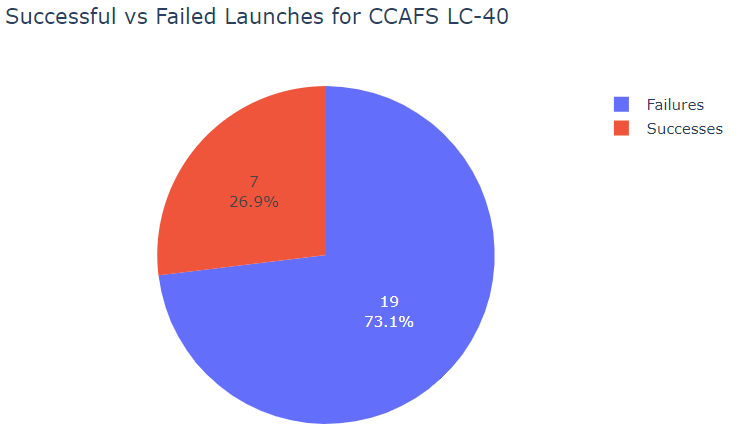 Successful vs Failed Launches for CCAFS LC-40
Failures
Successes
7
26.9%
19
73.1%